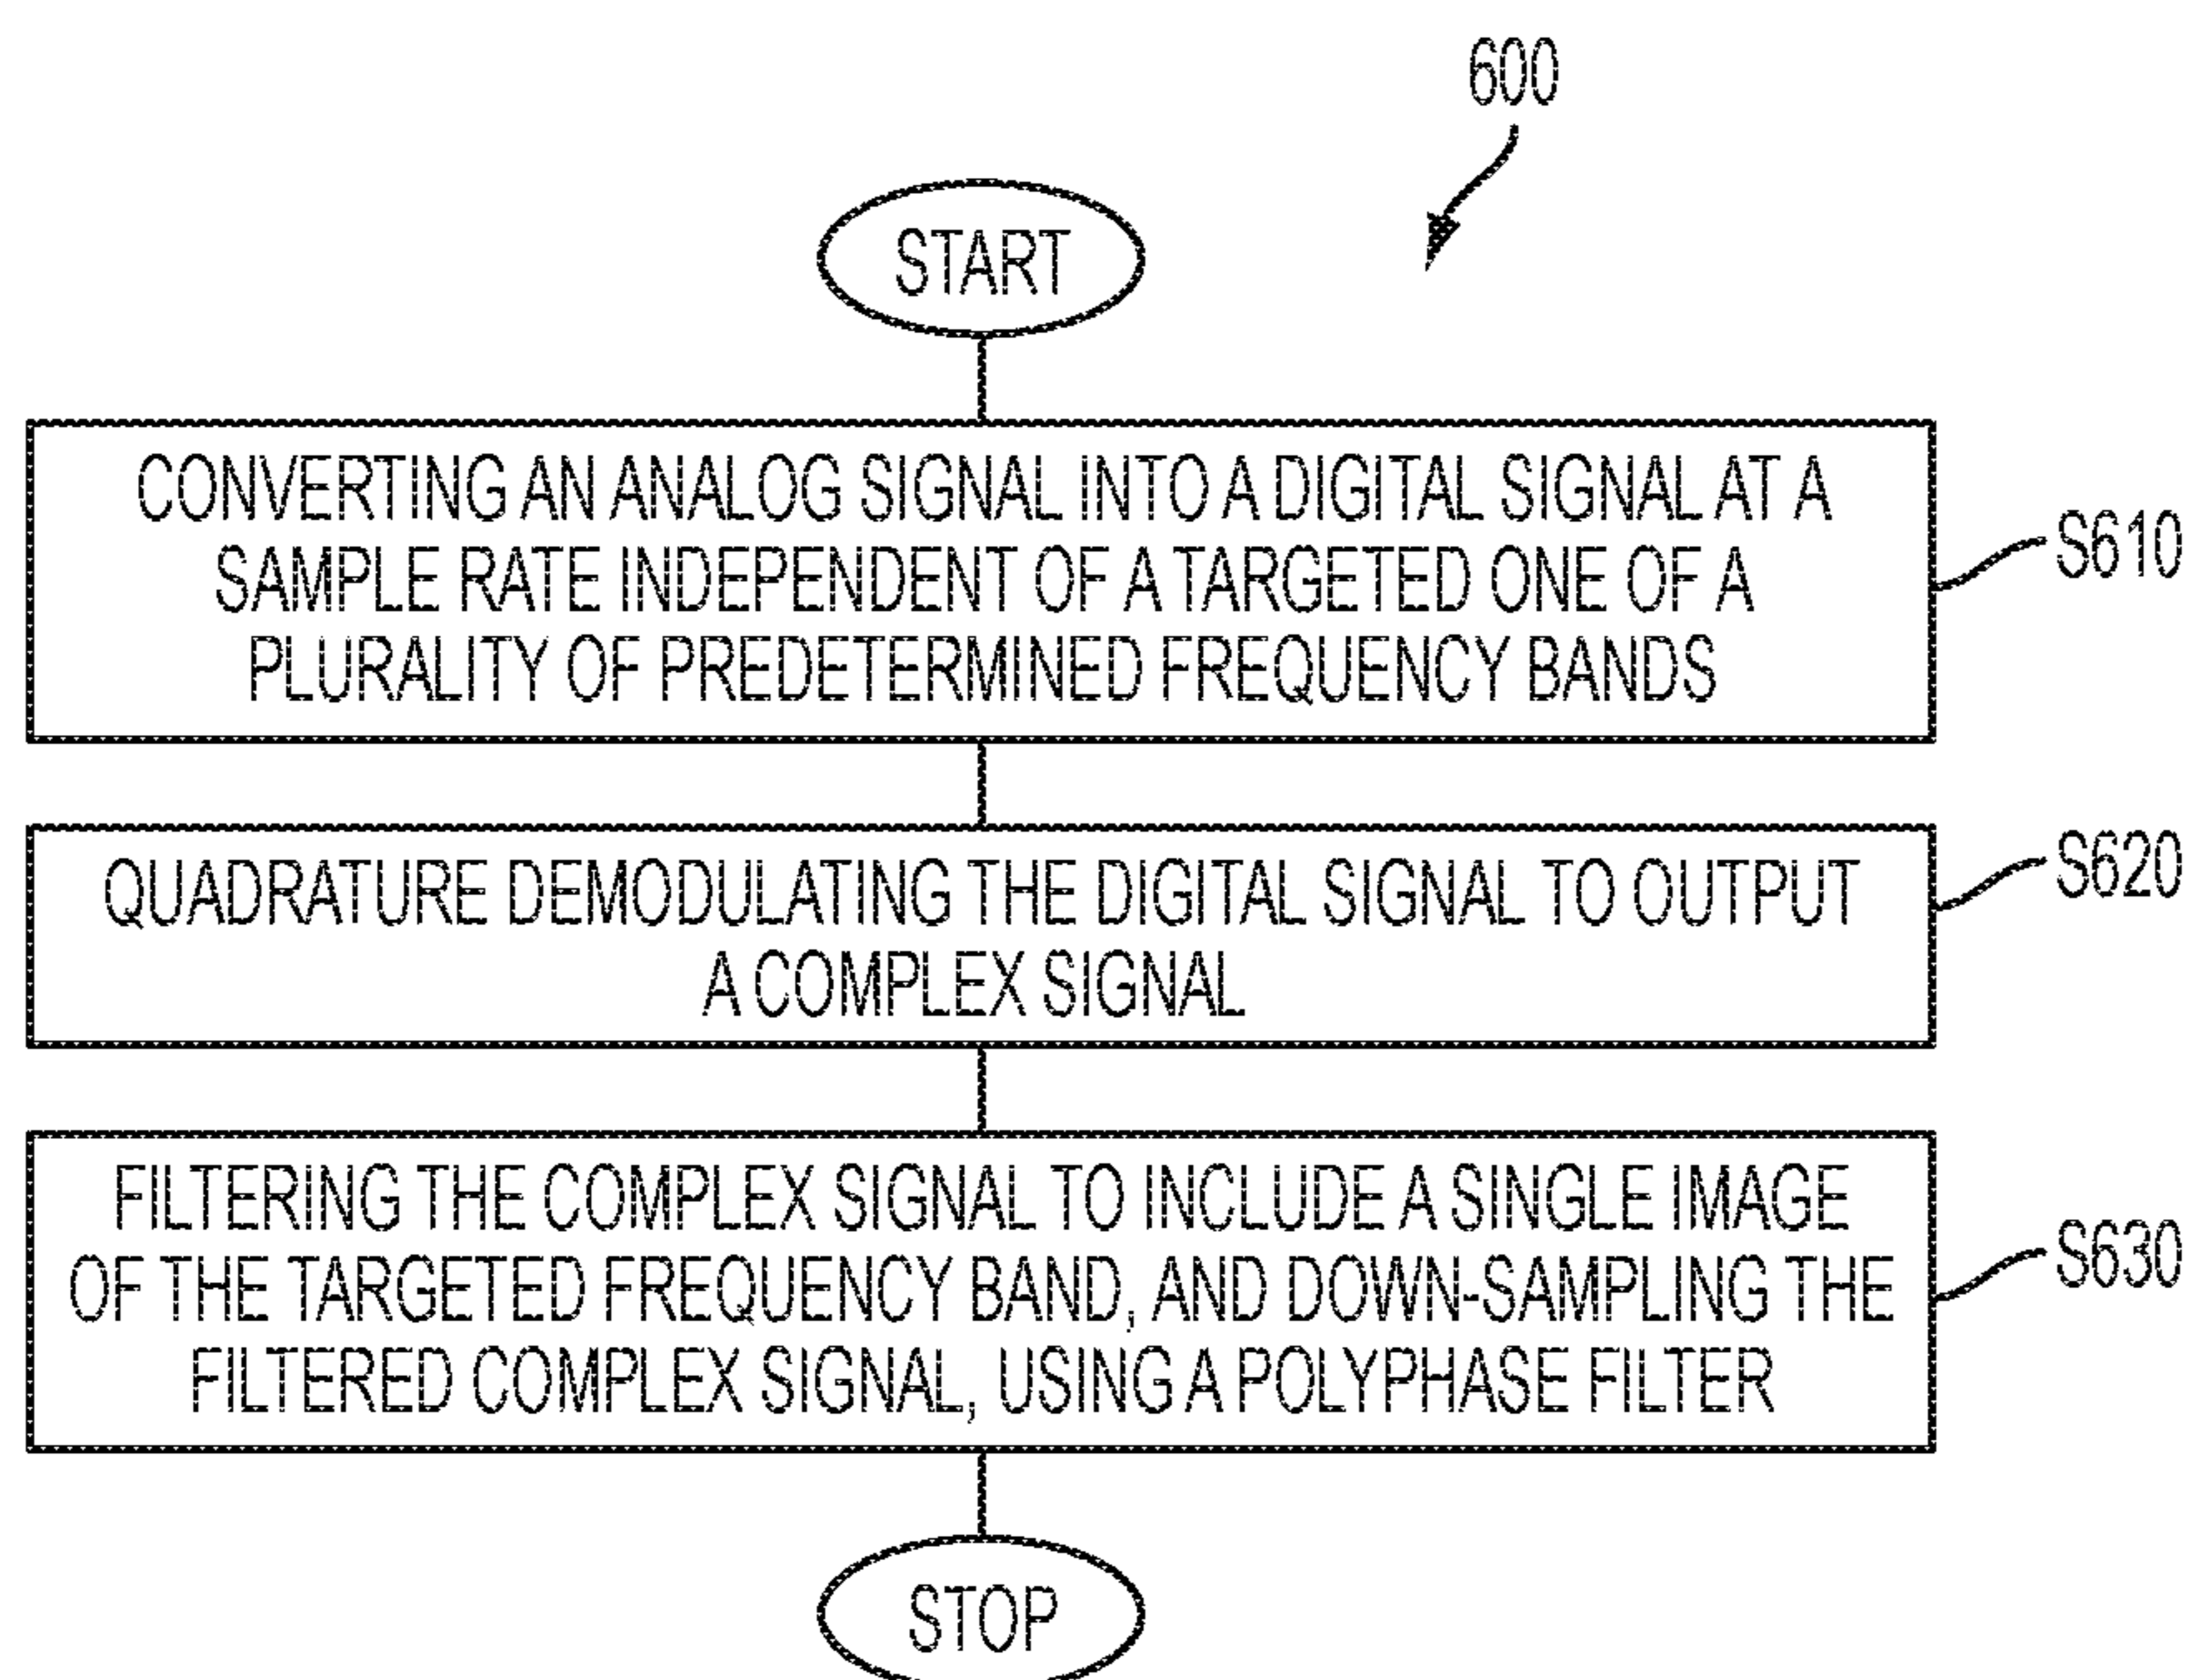 600
START
CONVERTING AN ANALOG SIGNAL INTO A DIGITAL SIGNAL AT A
SAMPLE RATE INDEPENDENT OF A TARGETED ONE OF A
PLURALITY OF PREDETERMINED FREQUENCY BANDS
S610
QUADRATURE DEMODULATING THE DIGITAL SIGNAL TO OUTPUT
A COMPLEX SIGNAL
S620
FILTERING THE COMPLEX SIGNAL TO INCLUDE A SINGLE IMAGE
OF THE TARGETED FREQUENCY BAND, AND DOWN-SAMPLING THE
FILTERED COMPLEX SIGNAL, USING A POLYPHASE FILTER
S630
STOP